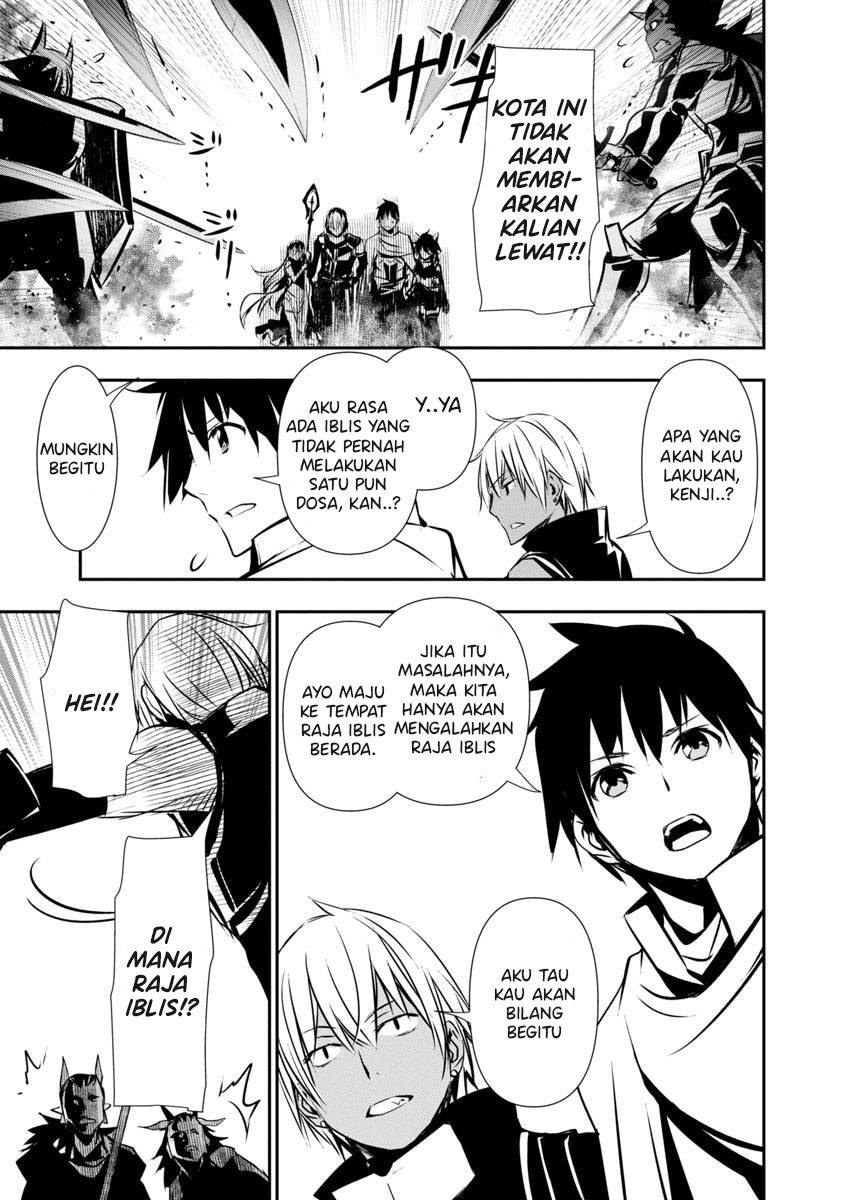 KOTA INI
TIDAK
AKAN
MEMBI-
ARKAN
KALIAN
LEWAT!!
APA YANG
AKAN KAU
LAKUKAN,
KENJI..?
Y..YA
AKU RASA
ADA IBLIS YANG
TIDAK PERNAH
MELAKUKAN
SATU PUN
DOSA, KAN..?
MUNGKIN
BEGITU
JIKA ITU
MASALAHNYA,
MAKA KITA
HANYA AKAN
MENGALAHKAN
RAJA IBLIS
AYO MAJU
KE TEMPAT
RAJA IBLIS
BERADA.
AKU TAU
KAU AKAN
BILANG
BEGITU
HEI!!
DI
MANA
RAJA
IBLIS!?